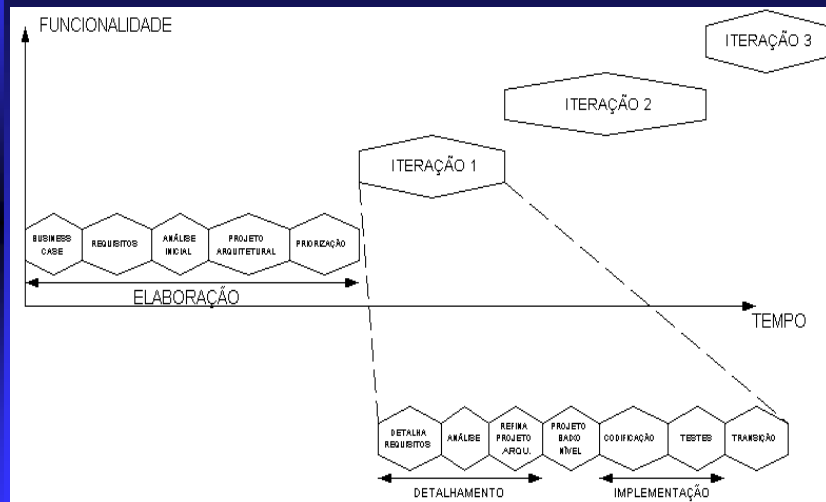 FUNCIONALIDADE
ITERAÇÃO 3
ITERAÇÃO 2
ITERAÇÃO 1
BUSINESS
CASE
REQUISITOS
ANÁLISE
INICIAL
PROJETO
ARQUITETURAL
PRIORIZAÇÃO
ELABORAÇÃO
TEMPO
DETALHA
REQUISITOS
ANÁLISE
REFINA
PROJETO
ARQU.
PROJETO
BAIXO
NÍVEL
CODIFICAÇÃO
TESTES
TRANSIÇÃO
DETALHAMENTO
IMPLEMENTAÇÃO